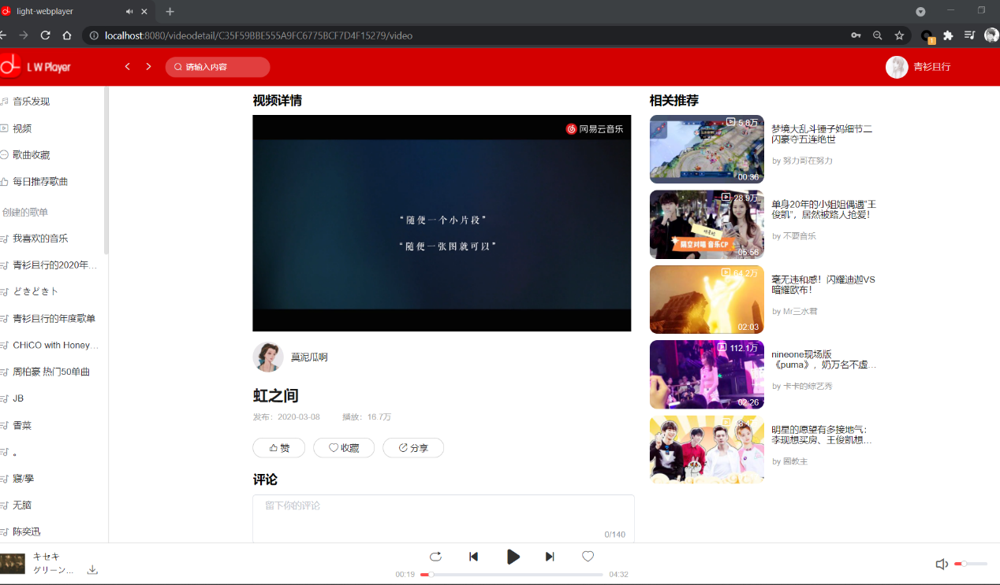 light-webplayer
localhost:8080/videodetail/C35F59BBE555A9FC6775BCF7D4F15279/video
1
L W Player
请输入内容
青衫且行
音乐发现
视频
歌曲收藏
每日推荐歌曲
创建的歌单
我喜欢的音乐
青衫且行的2020年...
どきどきト
青衫且行的年度歌单
CHiCO with Honey...
周柏豪 热门50单曲
JB
香菜
。
寢/學
无脑
陈奕迅
视频详情
网易云音乐
“随便一个小片段”
“随便一张图就可以”
莫泥瓜啊
虹之间
发布：2020-03-08 播放：16.7万
赞 收藏 分享
评论
留下你的评论
0/140
相关推荐
5.8万
00:36
梦境大乱斗锤子妈细节二
闪豪夺五连绝世
by 努力哥在努力
28.9万
隔空对唱 音乐CP
05:56
单身20年的小姐姐偶遇“王
俊凯”，居然被路人抢爱！
by 不要音乐
64.2万
02:03
毫无违和感！闪耀迪迦VS
暗耀欧布！
by Mr三水君
112.1万
02:26
nineone现场版
《puma》，奶万名不虚...
by 卡卡的综艺秀
明星的愿望有多接地气：
李现想买房、王俊凯想...
by 圈教主
キセキ
グリーン...
00:19
04:32